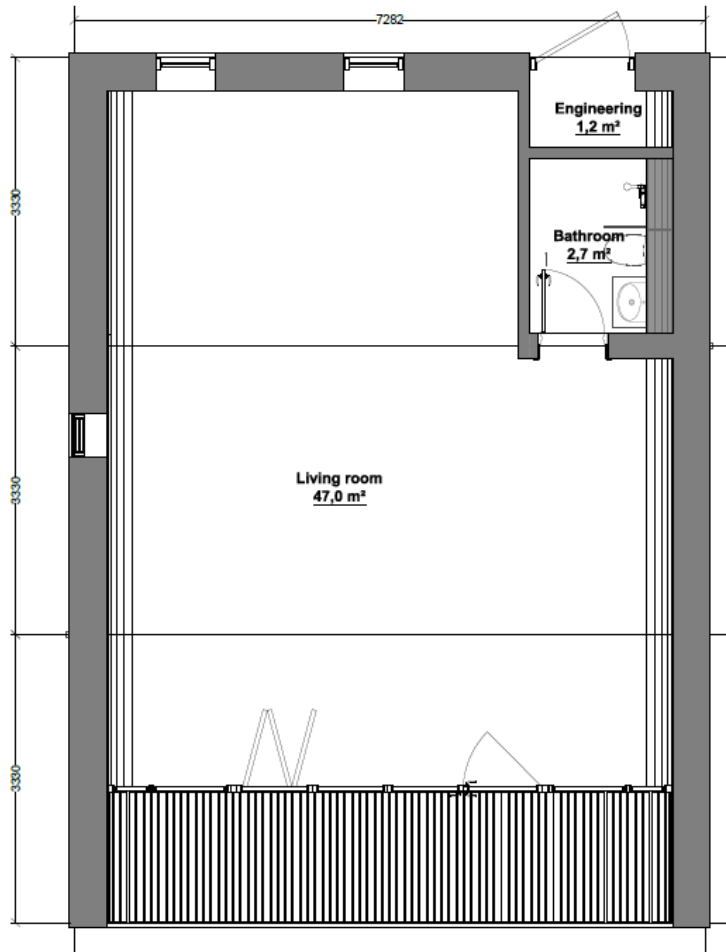 7282
Engineering
1,2 m²
3330
Bathroom
2,7 m²
Living room
47,0 m²
3330
3330